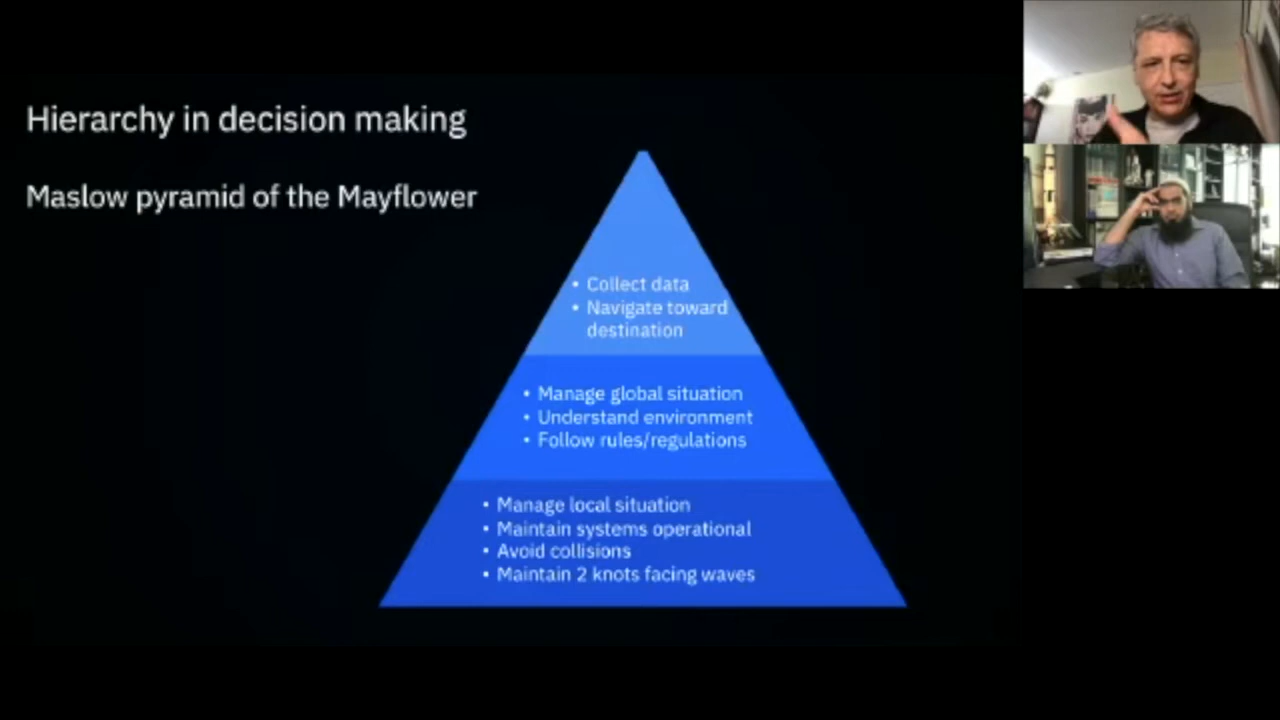 Hierarchy in decision making
Maslow pyramid of the Mayflower
• Collect data
• Navigate toward
destination
• Manage global situation
• Understand environment
• Follow rules/regulations
• Manage local situation
• Maintain systems operational
• Avoid collisions
• Maintain 2 knots facing waves